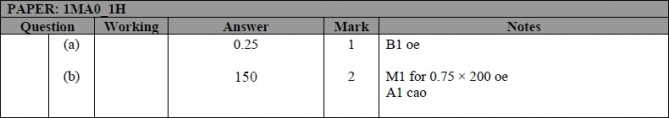 PAPER: 1MA0_1H
Question Working Answer Mark Notes
(a) 0.25 1 B1 oe
(b) 150 2 M1 for 0.75 × 200 oe
A1 cao